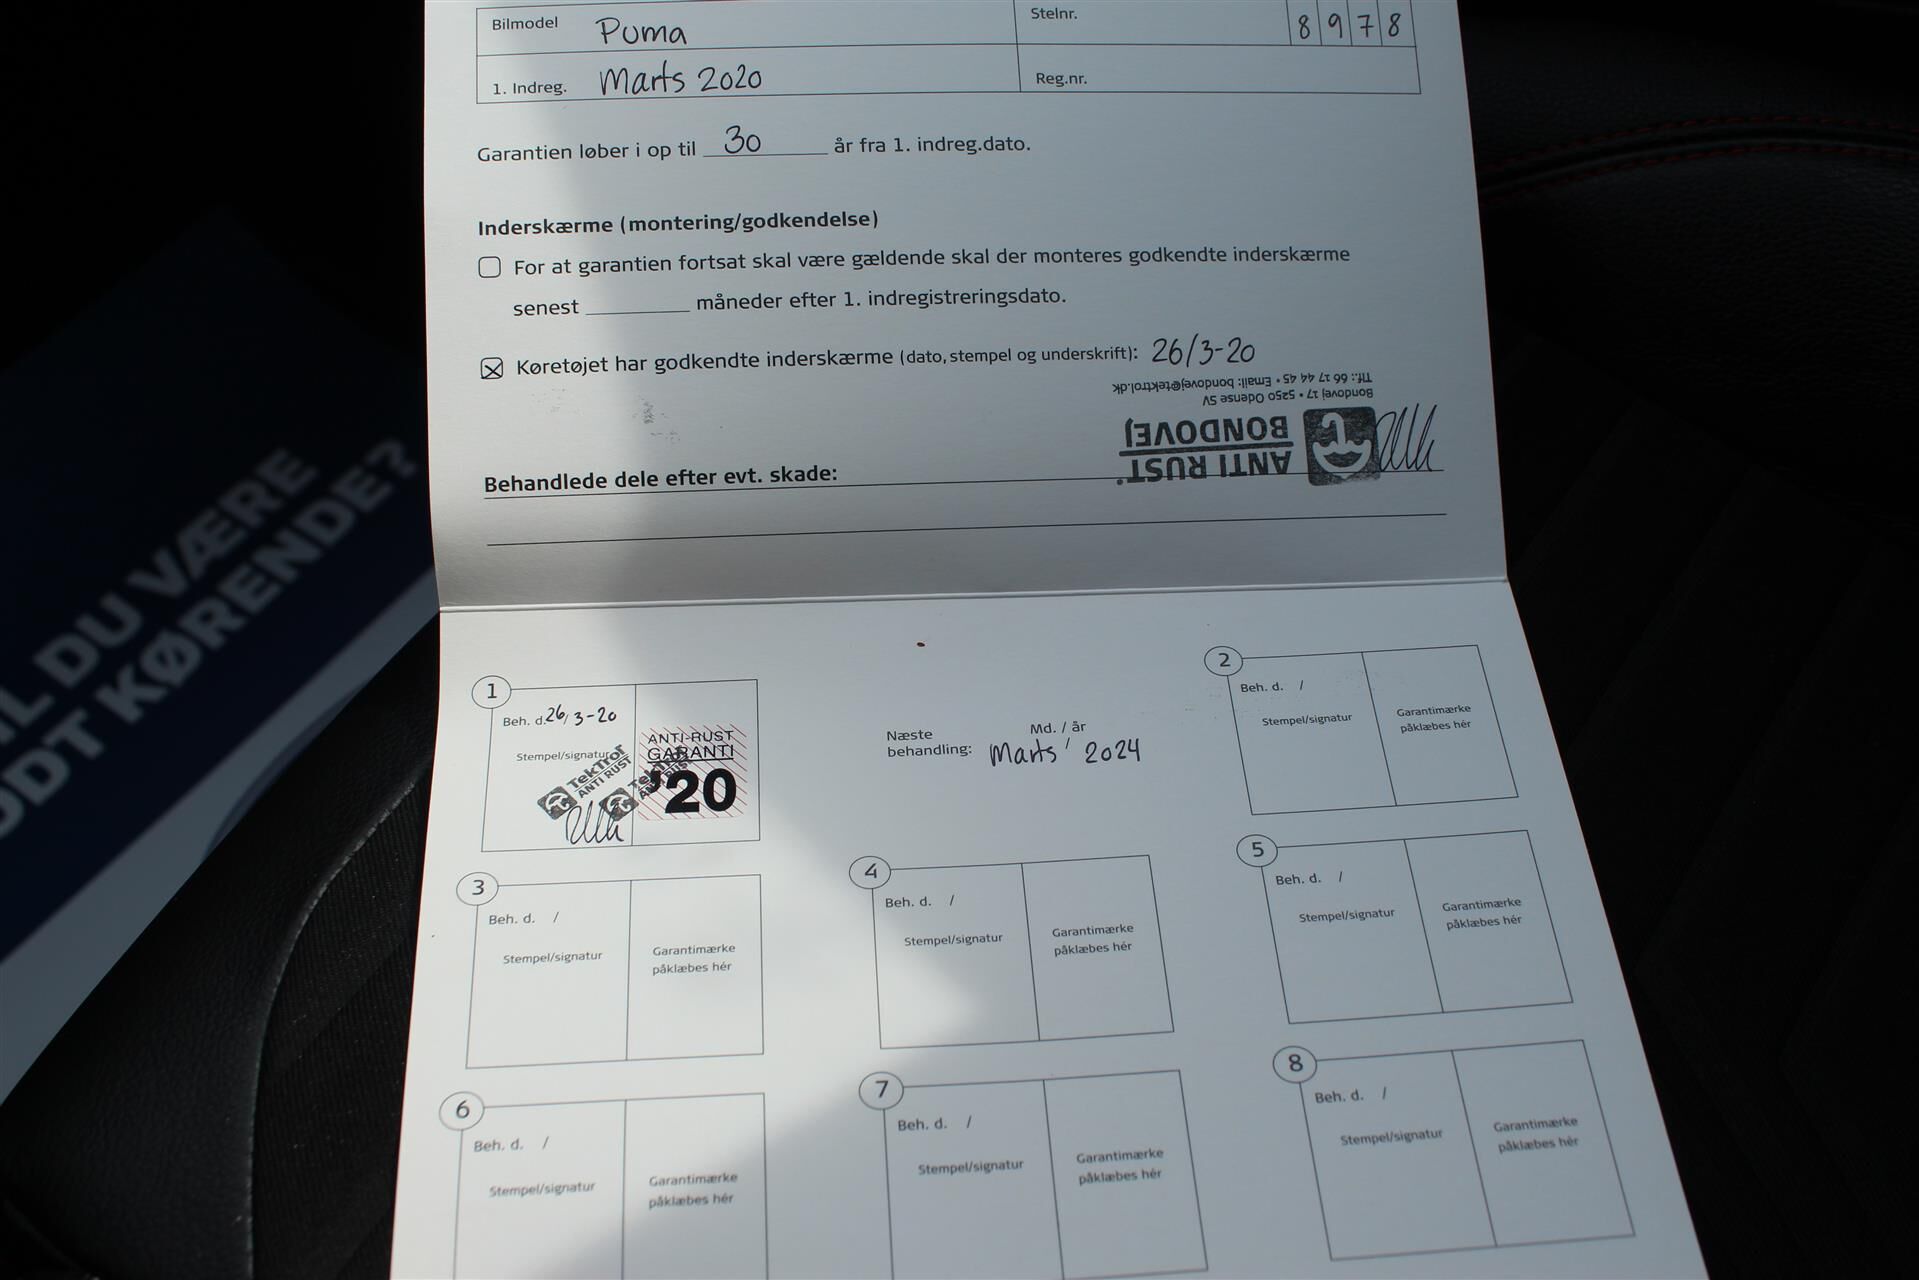 Bilmodel Puma Stelnr. 8 9 7 8
1. Indreg. Marts 2020 Reg.nr.
Garantien løber i op til 30 år fra 1. indreg.dato.
Inderskærme (montering/godkendelse)
For at garantien fortsat skal være gældende skal der monteres godkendte inderskærme
senest ________ måneder efter 1. indregistreringsdato.
Køretøjet har godkendte inderskærme (dato, stempel og underskrift): 26/3-20
ANTI RUST
BONDOVEJ
Bondovej 17 • 5250 Odense SV
Tlf.: 66 17 44 45 • Email: bondovej@tektrol.dk
Behandlede dele efter evt. skade:
1
Beh. d. 26/3-20
Stempel/signatur
TekTrol
ANTI RUST
TekTrol
ANTI-RUST
GARANTI
'20
Næste
behandling:
Md. / år
Marts / 2024
2
Beh. d. /
Stempel/signatur
Garantimærke
påklæbes hér
3
Beh. d. /
Stempel/signatur
Garantimærke
påklæbes hér
4
Beh. d. /
Stempel/signatur
Garantimærke
påklæbes hér
5
Beh. d. /
Stempel/signatur
Garantimærke
påklæbes hér
6
Beh. d. /
Stempel/signatur
Garantimærke
påklæbes hér
7
Beh. d. /
Stempel/signatur
Garantimærke
påklæbes hér
8
Beh. d. /
Stempel/signatur
Garantimærke
påklæbes hér
IL DU VÆRE
ODT KØRENDE?